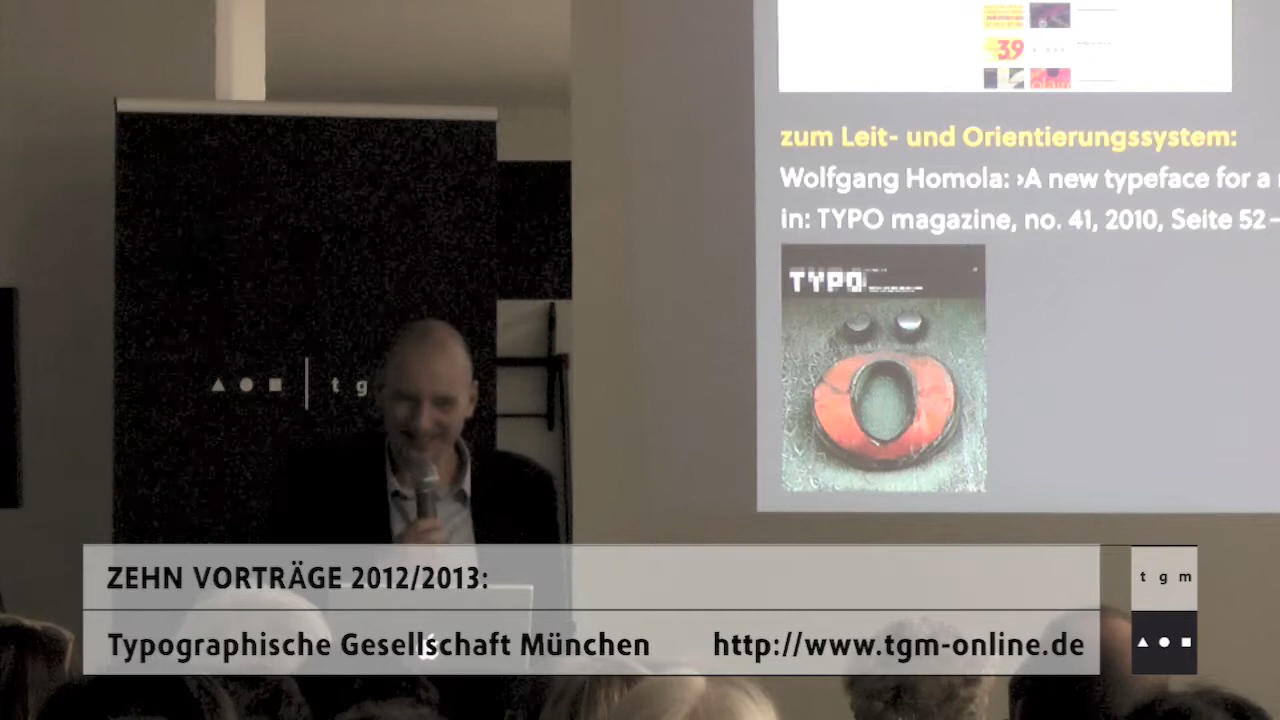 39
zum Leit- und Orientierungssystem:
Wolfgang Homola: ›A new typeface for a
in: TYPO magazine, no. 41, 2010, Seite 52–
TYPO
t g
ZEHN VORTRÄGE 2012/2013:
Typographische Gesellschaft München
http://www.tgm-online.de
t g m